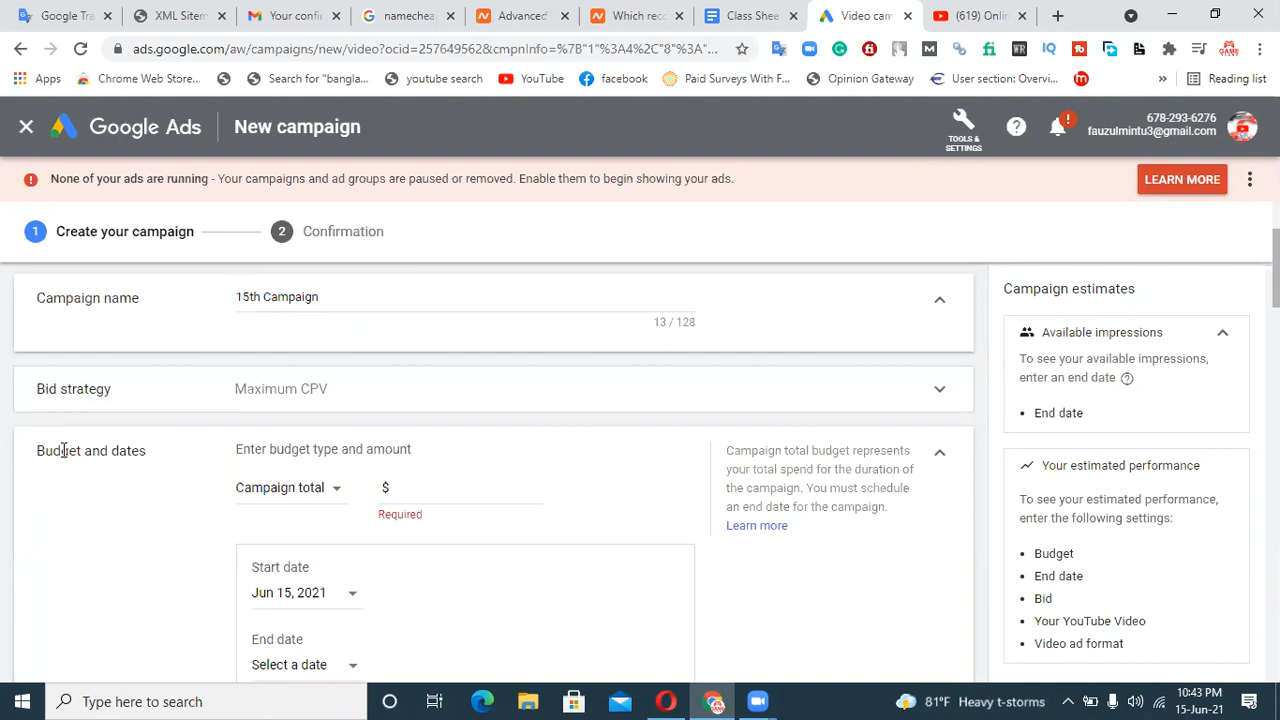 Google Tra
XML Sitem
Your confi
namechea
Advanced
Which reco
Class Shee
Video cam
(619) Onli
ads.google.com/aw/campaigns/new/video?ocid=257649562&cmpnInfo=%7B"1"%3A4%2C"8"%3A"...
Apps
Chrome Web Store...
Search for "bangla...
youtube search
YouTube
facebook
Paid Surveys With F...
Opinion Gateway
User section: Overvi...
»
Reading list
Google Ads
New campaign
TOOLS & SETTINGS
678-293-6276
fauzulmintu3@gmail.com
None of your ads are running - Your campaigns and ad groups are paused or removed. Enable them to begin showing your ads.
LEARN MORE
1 Create your campaign
2 Confirmation
Campaign name
15th Campaign
13 / 128
Bid strategy
Maximum CPV
Budget and dates
Enter budget type and amount
Campaign total
$
Required
Campaign total budget represents
your total spend for the duration of
the campaign. You must schedule
an end date for the campaign.
Learn more
Start date
Jun 15, 2021
End date
Select a date
Campaign estimates
Available impressions
To see your available impressions,
enter an end date
• End date
Your estimated performance
To see your estimated performance,
enter the following settings:
• Budget
• End date
• Bid
• Your YouTube Video
• Video ad format
Type here to search
81°F Heavy t-storms
10:43 PM
15-Jun-21